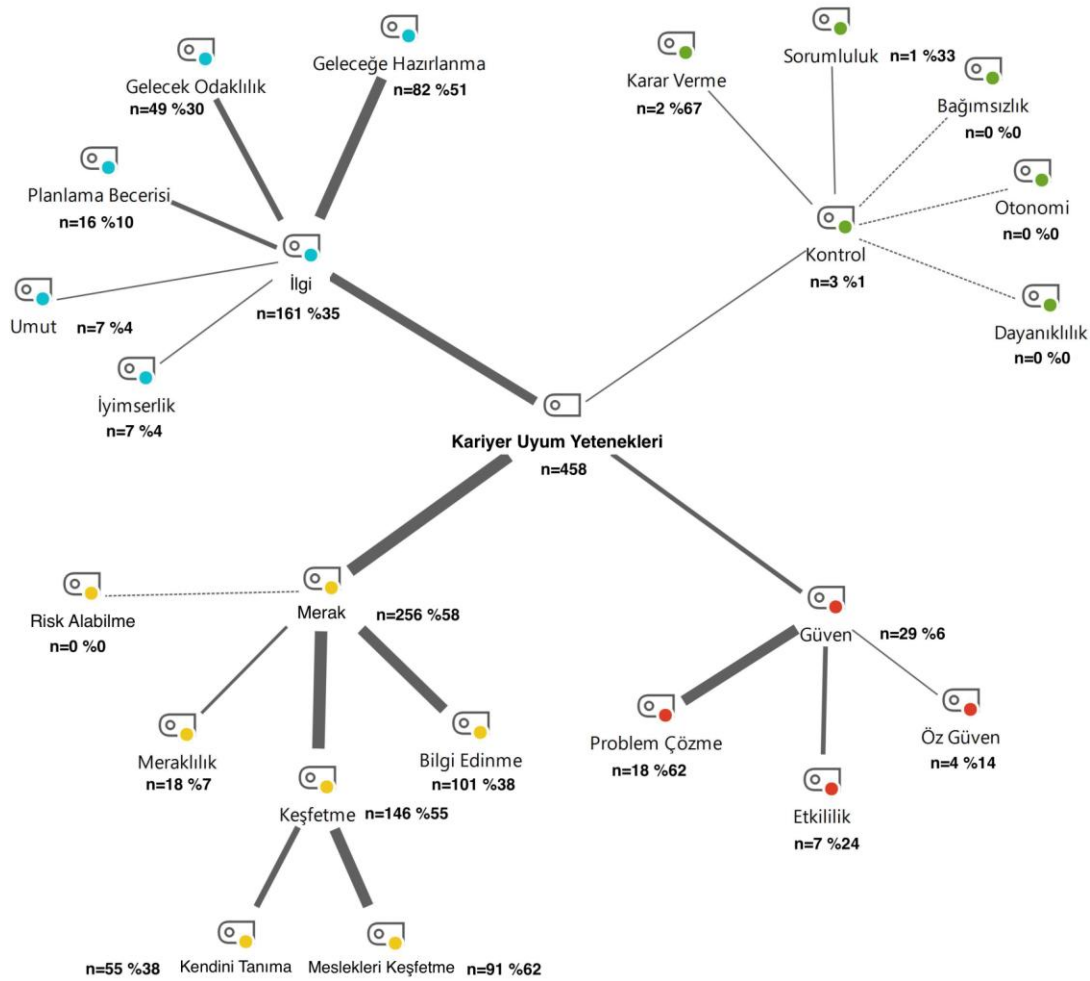 Geleceğe Hazırlanma
n=82 %51
Gelecek Odaklılık
n=49 %30
Planlama Becerisi
n=16 %10
Umut n=7 %4
İyimserlik
n=7 %4
İlgi
n=161 %35
Sorumluluk n=1 %33
Karar Verme
n=2 %67
Bağımsızlık
n=0 %0
Otonomi
n=0 %0
Kontrol
n=3 %1
Dayanıklılık
n=0 %0
Kariyer Uyum Yetenekleri
n=458
Risk Alabilme
n=0 %0
Merak n=256 %58
Meraklılık
n=18 %7
Bilgi Edinme
n=101 %38
Keşfetme n=146 %55
n=55 %38 Kendini Tanıma
Meslekleri Keşfetme n=91 %62
Güven n=29 %6
Problem Çözme
n=18 %62
Öz Güven
n=4 %14
Etkililik
n=7 %24